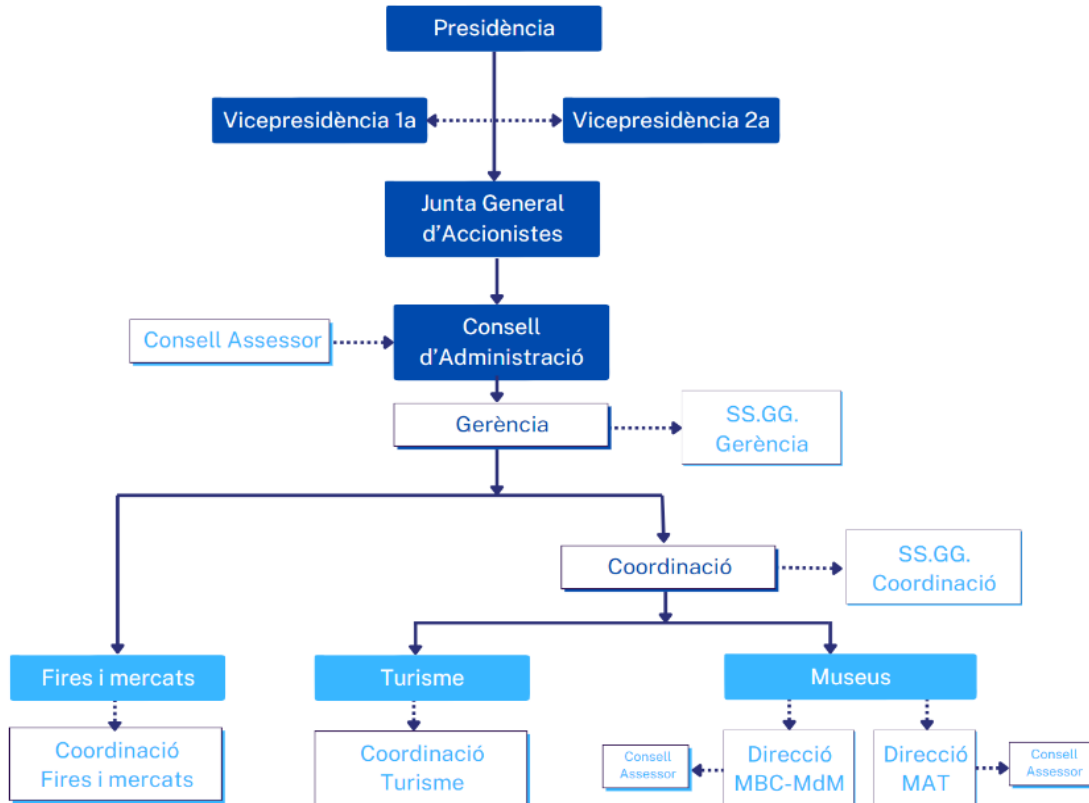 Presidència
Vicepresidència 1a
Vicepresidència 2a
Junta General
d'Accionistes
Consell Assessor
Consell
d'Administració
Gerència
SS.GG.
Gerència
Coordinació
SS.GG.
Coordinació
Fires i mercats
Turisme
Museus
Coordinació
Fires i mercats
Coordinació
Turisme
Consell
Assessor
Direcció
MBC-MdM
Direcció
MAT
Consell
Assessor